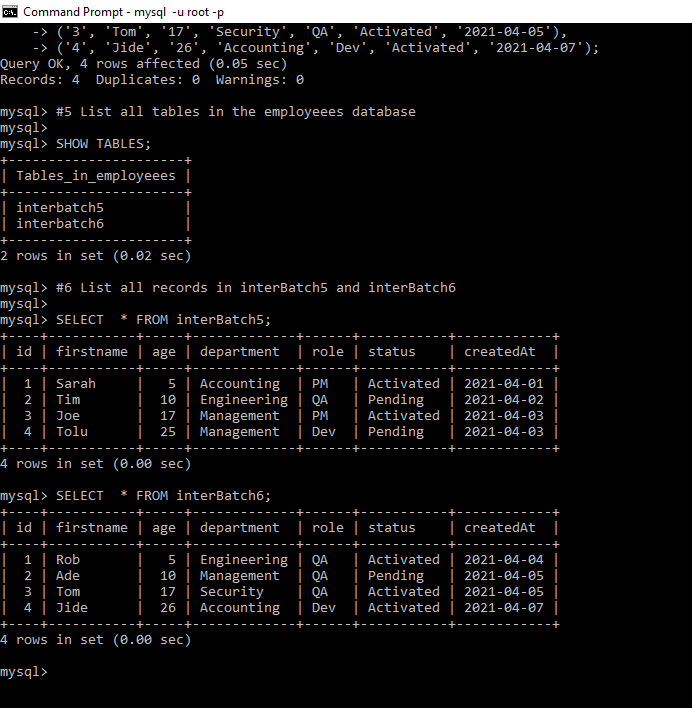 Command Prompt - mysql  -u root -p
    -> ('3', 'Tom', '17', 'Security', 'QA', 'Activated', '2021-04-05'),
    -> ('4', 'Jide', '26', 'Accounting', 'Dev', 'Activated', '2021-04-07');
Query OK, 4 rows affected (0.05 sec)
Records: 4  Duplicates: 0  Warnings: 0

mysql> #5 List all tables in the employeees database
mysql>
mysql> SHOW TABLES;
+----------------------+
| Tables_in_employeees |
+----------------------+
| interbatch5          |
| interbatch6          |
+----------------------+
2 rows in set (0.02 sec)

mysql> #6 List all records in interBatch5 and interBatch6
mysql>
mysql> SELECT  * FROM interBatch5;
+----+-----------+-----+-------------+------+-----------+------------+
| id | firstname | age | department  | role | status    | createdAt  |
+----+-----------+-----+-------------+------+-----------+------------+
|  1 | Sarah     |   5 | Accounting  | PM   | Activated | 2021-04-01 |
|  2 | Tim       |  10 | Engineering | QA   | Pending   | 2021-04-02 |
|  3 | Joe       |  17 | Management  | PM   | Activated | 2021-04-03 |
|  4 | Tolu      |  25 | Management  | Dev  | Pending   | 2021-04-03 |
+----+-----------+-----+-------------+------+-----------+------------+
4 rows in set (0.00 sec)

mysql> SELECT  * FROM interBatch6;
+----+-----------+-----+-------------+------+-----------+------------+
| id | firstname | age | department  | role | status    | createdAt  |
+----+-----------+-----+-------------+------+-----------+------------+
|  1 | Rob       |   5 | Engineering | QA   | Activated | 2021-04-04 |
|  2 | Ade       |  10 | Management  | QA   | Pending   | 2021-04-05 |
|  3 | Tom       |  17 | Security    | QA   | Activated | 2021-04-05 |
|  4 | Jide      |  26 | Accounting  | Dev  | Activated | 2021-04-07 |
+----+-----------+-----+-------------+------+-----------+------------+
4 rows in set (0.00 sec)

mysql>